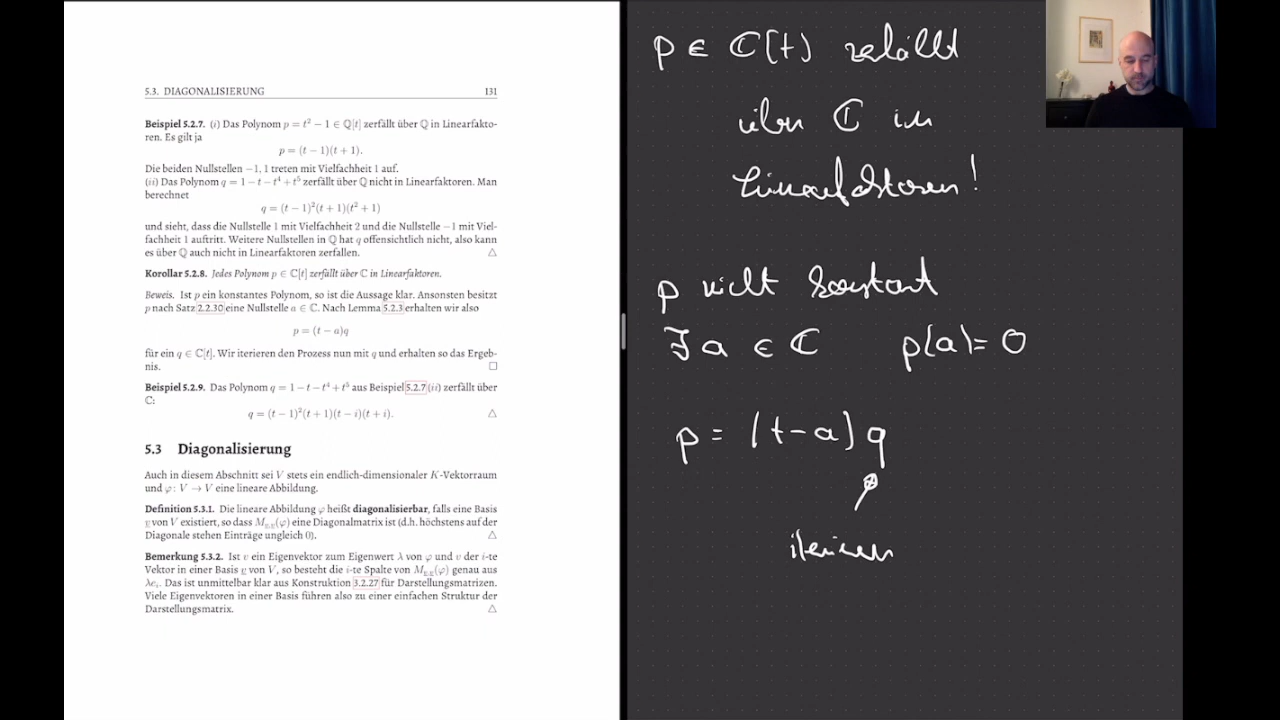 5.3. DIAGONALISIERUNG 131
Beispiel 5.2.7. (i) Das Polynom p = t² − 1 ∈ ℚ[t] zerfällt über ℚ in Linearfakto-
ren. Es gilt ja
p = (t − 1)(t + 1).
Die beiden Nullstellen −1, 1 treten mit Vielfachheit 1 auf.
(ii) Das Polynom q = 1 − t − t⁴ + t⁵ zerfällt über ℚ nicht in Linearfaktoren. Man
berechnet
q = (t − 1)²(t + 1)(t² + 1)
und sieht, dass die Nullstelle 1 mit Vielfachheit 2 und die Nullstelle −1 mit Viel-
fachheit 1 auftritt. Weitere Nullstellen in ℚ hat q offensichtlich nicht, also kann
es über ℚ auch nicht in Linearfaktoren zerfallen. △
Korollar 5.2.8. Jedes Polynom p ∈ ℂ[t] zerfällt über ℂ in Linearfaktoren.
Beweis. Ist p ein konstantes Polynom, so ist die Aussage klar. Ansonsten besitzt
p nach Satz 2.2.30 eine Nullstelle a ∈ ℂ. Nach Lemma 5.2.3 erhalten wir also
p = (t − a)q
für ein q ∈ ℂ[t]. Wir iterieren den Prozess nun mit q und erhalten so das Ergeb-
nis. □
Beispiel 5.2.9. Das Polynom q = 1 − t − t⁴ + t⁵ aus Beispiel 5.2.7 (ii) zerfällt über
ℂ:
q = (t − 1)²(t + 1)(t − i)(t + i). △
5.3 Diagonalisierung
Auch in diesem Abschnitt sei V stets ein endlich-dimensionaler K-Vektorraum
und φ: V → V eine lineare Abbildung.
Definition 5.3.1. Die lineare Abbildung φ heißt diagonalisierbar, falls eine Basis
v von V existiert, so dass M_{v,v}(φ) eine Diagonalmatrix ist (d.h. höchstens auf der
Diagonale stehen Einträge ungleich 0). △
Bemerkung 5.3.2. Ist v ein Eigenvektor zum Eigenwert λ von φ und v der i-te
Vektor in einer Basis v von V, so besteht die i-te Spalte von M_{v,v}(φ) genau aus
λeᵢ. Das ist unmittelbar klar aus Konstruktion 3.2.27 für Darstellungsmatrizen.
Viele Eigenvektoren in einer Basis führen also zu einer einfachen Struktur der
Darstellungsmatrix. △
p ∈ ℂ[t] zerfällt
über ℂ in
Linearfaktoren!
p nicht konstant
∃ a ∈ ℂ p(a) = 0
p = (t − a) q
iterieren